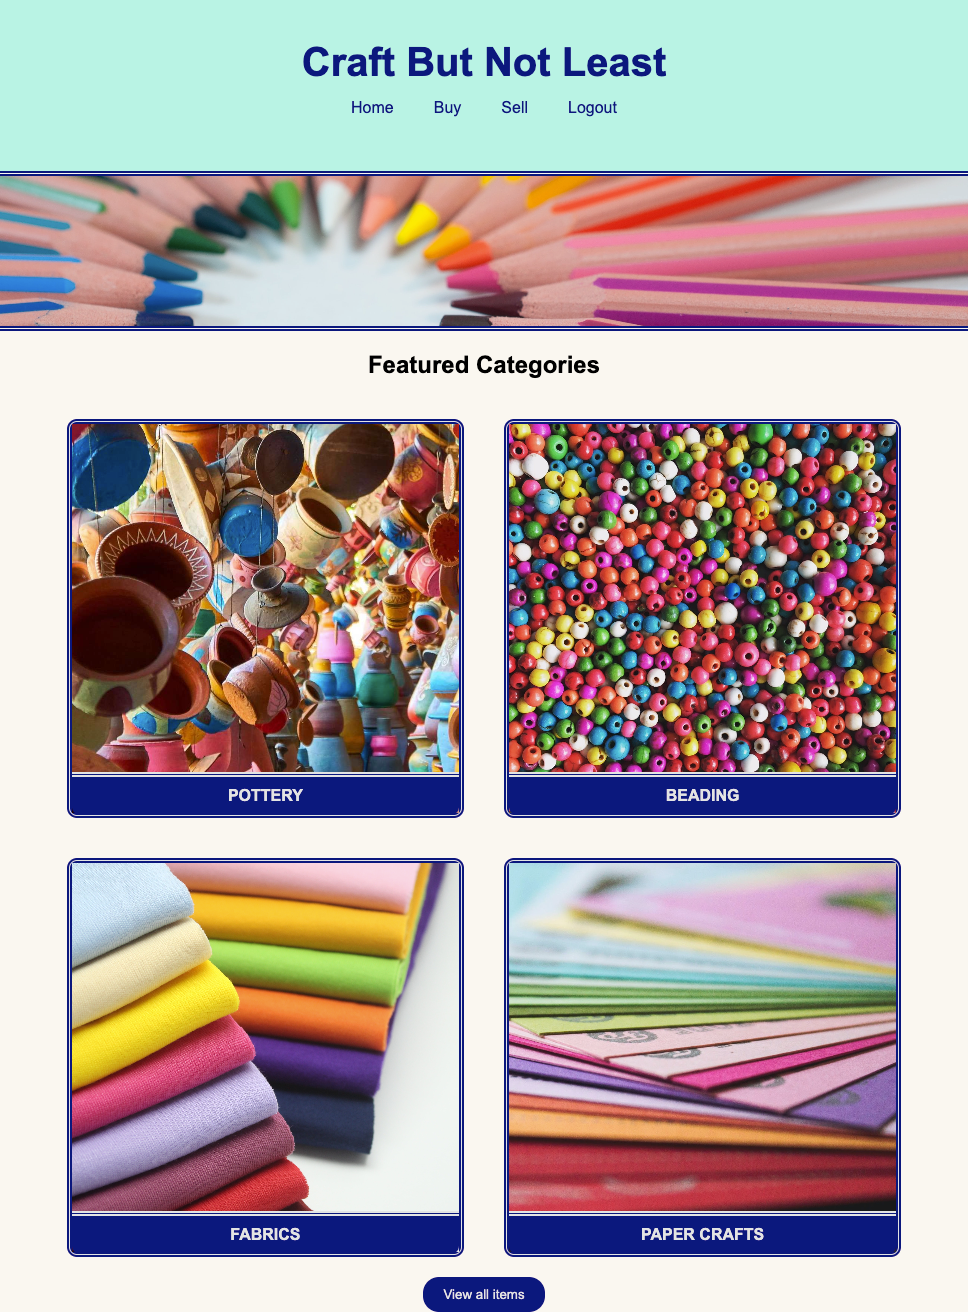 Craft But Not Least
Home Buy Sell Logout
Featured Categories
POTTERY
BEADING
FABRICS
PAPER CRAFTS
View all items